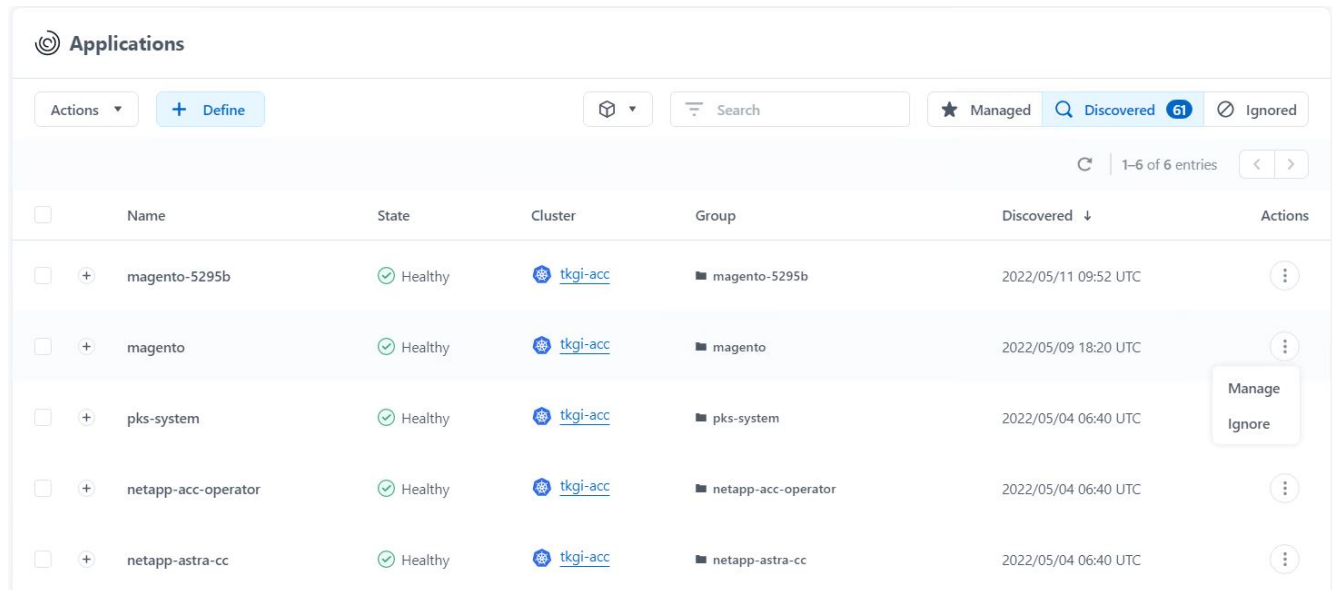 Applications
Actions Define Search Managed Discovered 61 Ignored
1–6 of 6 entries
Name State Cluster Group Discovered Actions
magento-5295b Healthy tkgi-acc magento-5295b 2022/05/11 09:52 UTC
magento Healthy tkgi-acc magento 2022/05/09 18:20 UTC
Manage
pks-system Healthy tkgi-acc pks-system 2022/05/04 06:40 UTC
Ignore
netapp-acc-operator Healthy tkgi-acc netapp-acc-operator 2022/05/04 06:40 UTC
netapp-astra-cc Healthy tkgi-acc netapp-astra-cc 2022/05/04 06:40 UTC